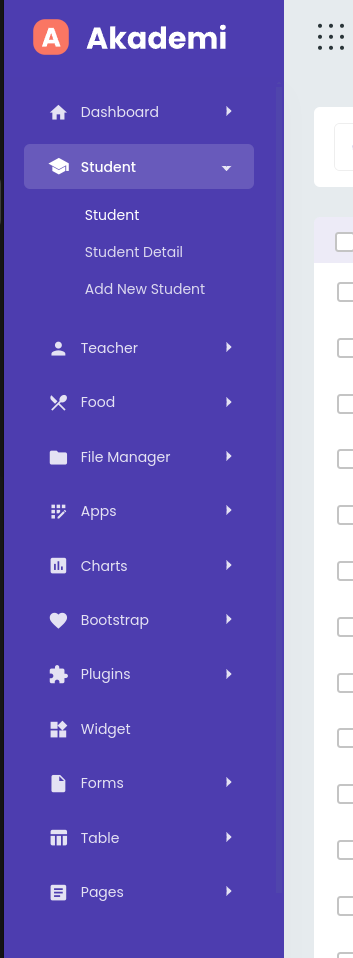 A Akademi
Dashboard
Student
Student
Student Detail
Add New Student
Teacher
Food
File Manager
Apps
Charts
Bootstrap
Plugins
Widget
Forms
Table
Pages